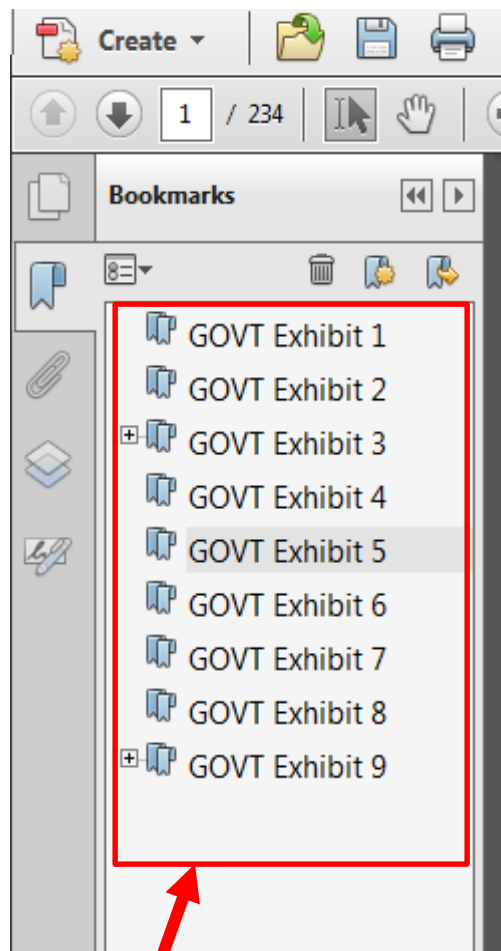 Create
1 / 234
Bookmarks
GOVT Exhibit 1
GOVT Exhibit 2
GOVT Exhibit 3
GOVT Exhibit 4
GOVT Exhibit 5
GOVT Exhibit 6
GOVT Exhibit 7
GOVT Exhibit 8
GOVT Exhibit 9